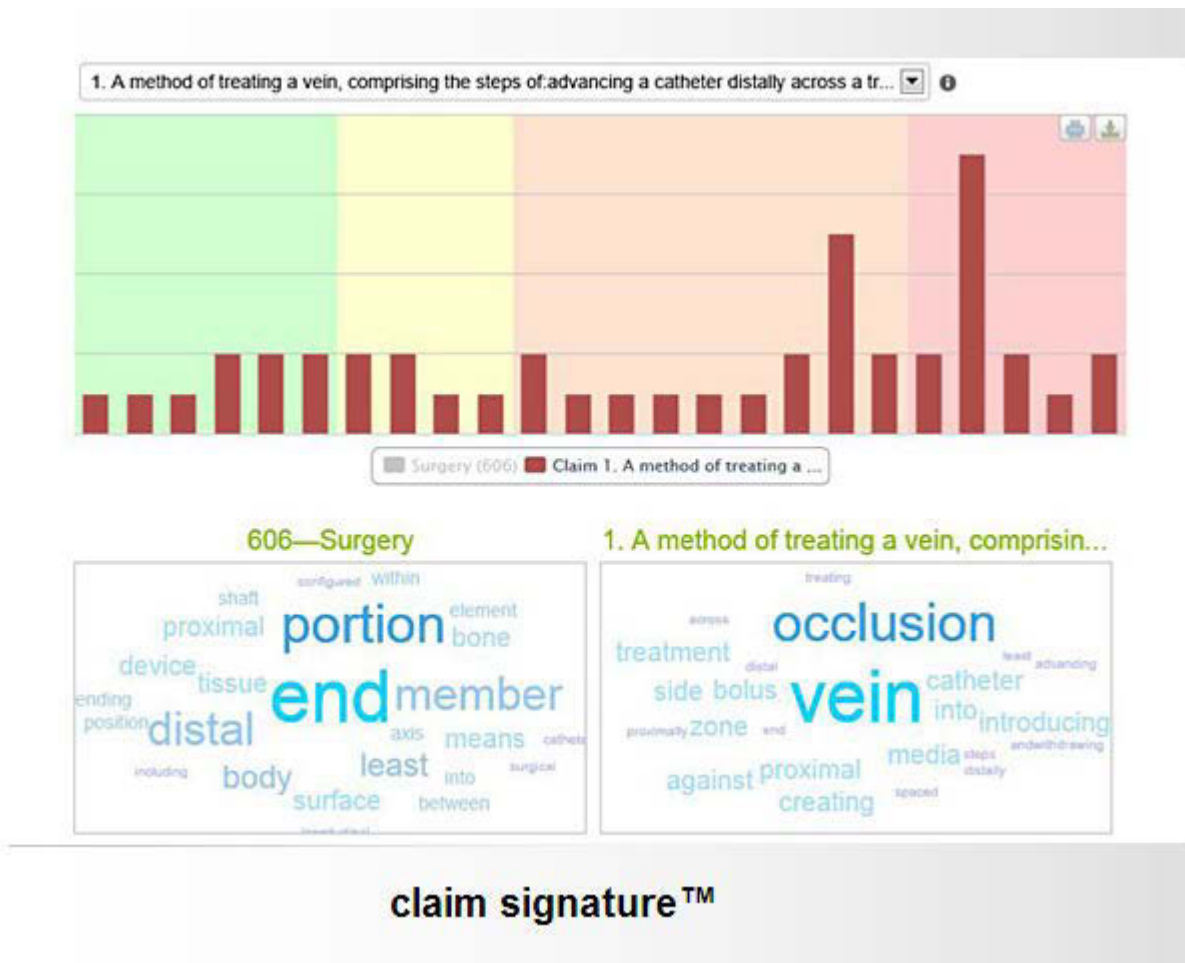 1. A method of treating a vein, comprising the steps of:advancing a catheter distally across a tr...
Surgery (606) Claim 1. A method of treating a ...
606—Surgery
configured within
shaft
portion element
proximal bone
device
tissue
end member
ending
position distal
axis means cathete
including body least into surgical
surface between
1. A method of treating a vein, comprisin...
treating
across occlusion
treatment
distal least advancing
side bolus vein catheter
into introducing
proximally zone end
media steps andwithdrawing
distally
against proximal
creating spaced
claim signature™